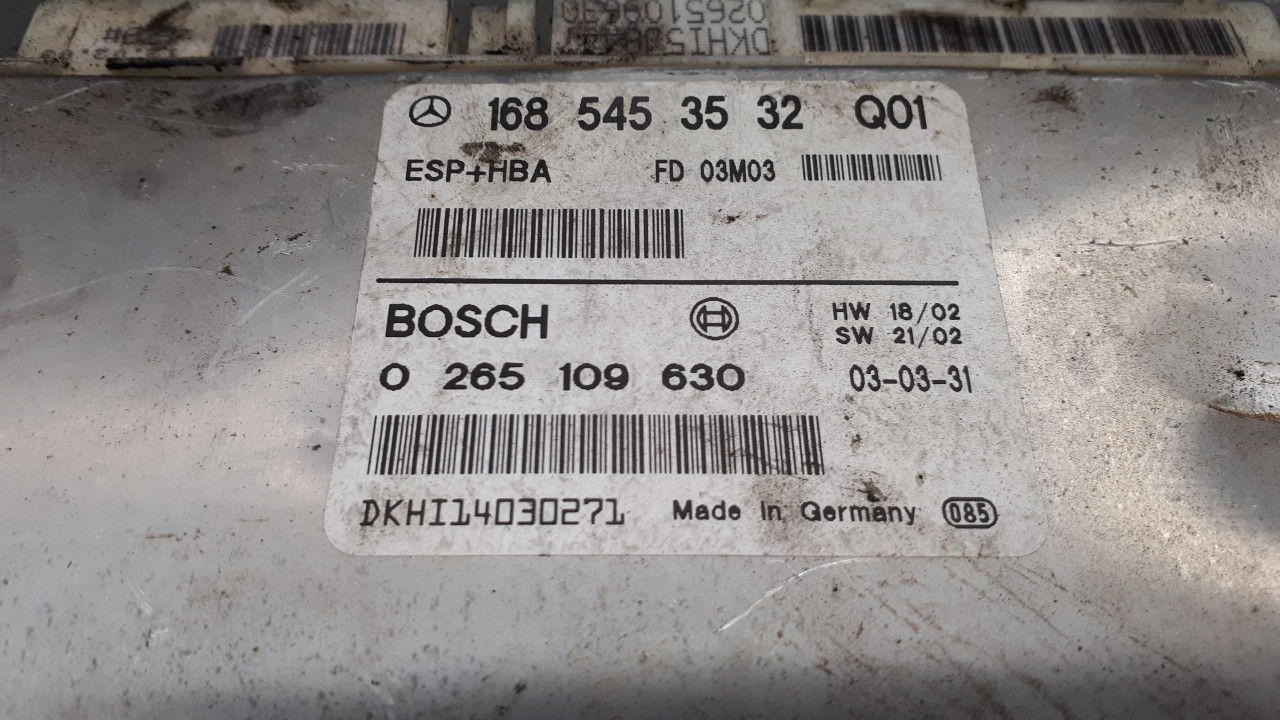 0265109630
168 545 35 32 Q01
ESP+HBA FD 03M03
BOSCH HW 18/02
SW 21/02
0 265 109 630 03-03-31
DKHI14030271 Made in Germany 085